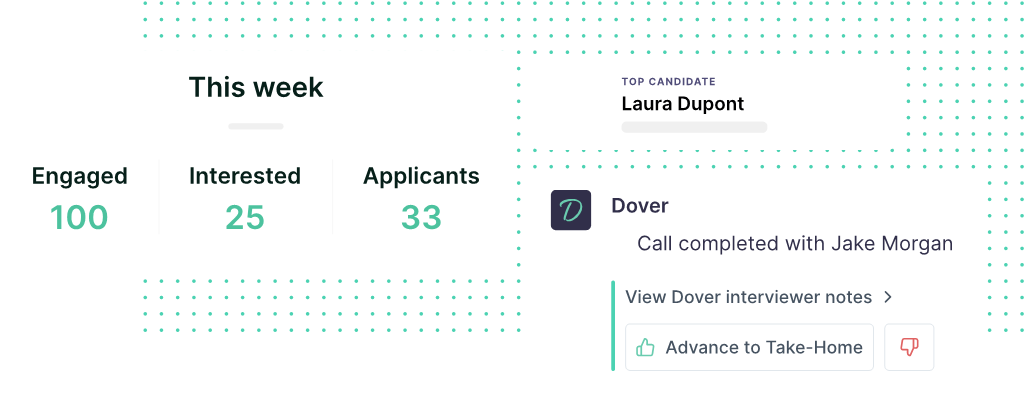 This week
Engaged
100
Interested
25
Applicants
33
TOP CANDIDATE
Laura Dupont
D
Dover
Call completed with Jake Morgan
View Dover interviewer notes
Advance to Take-Home